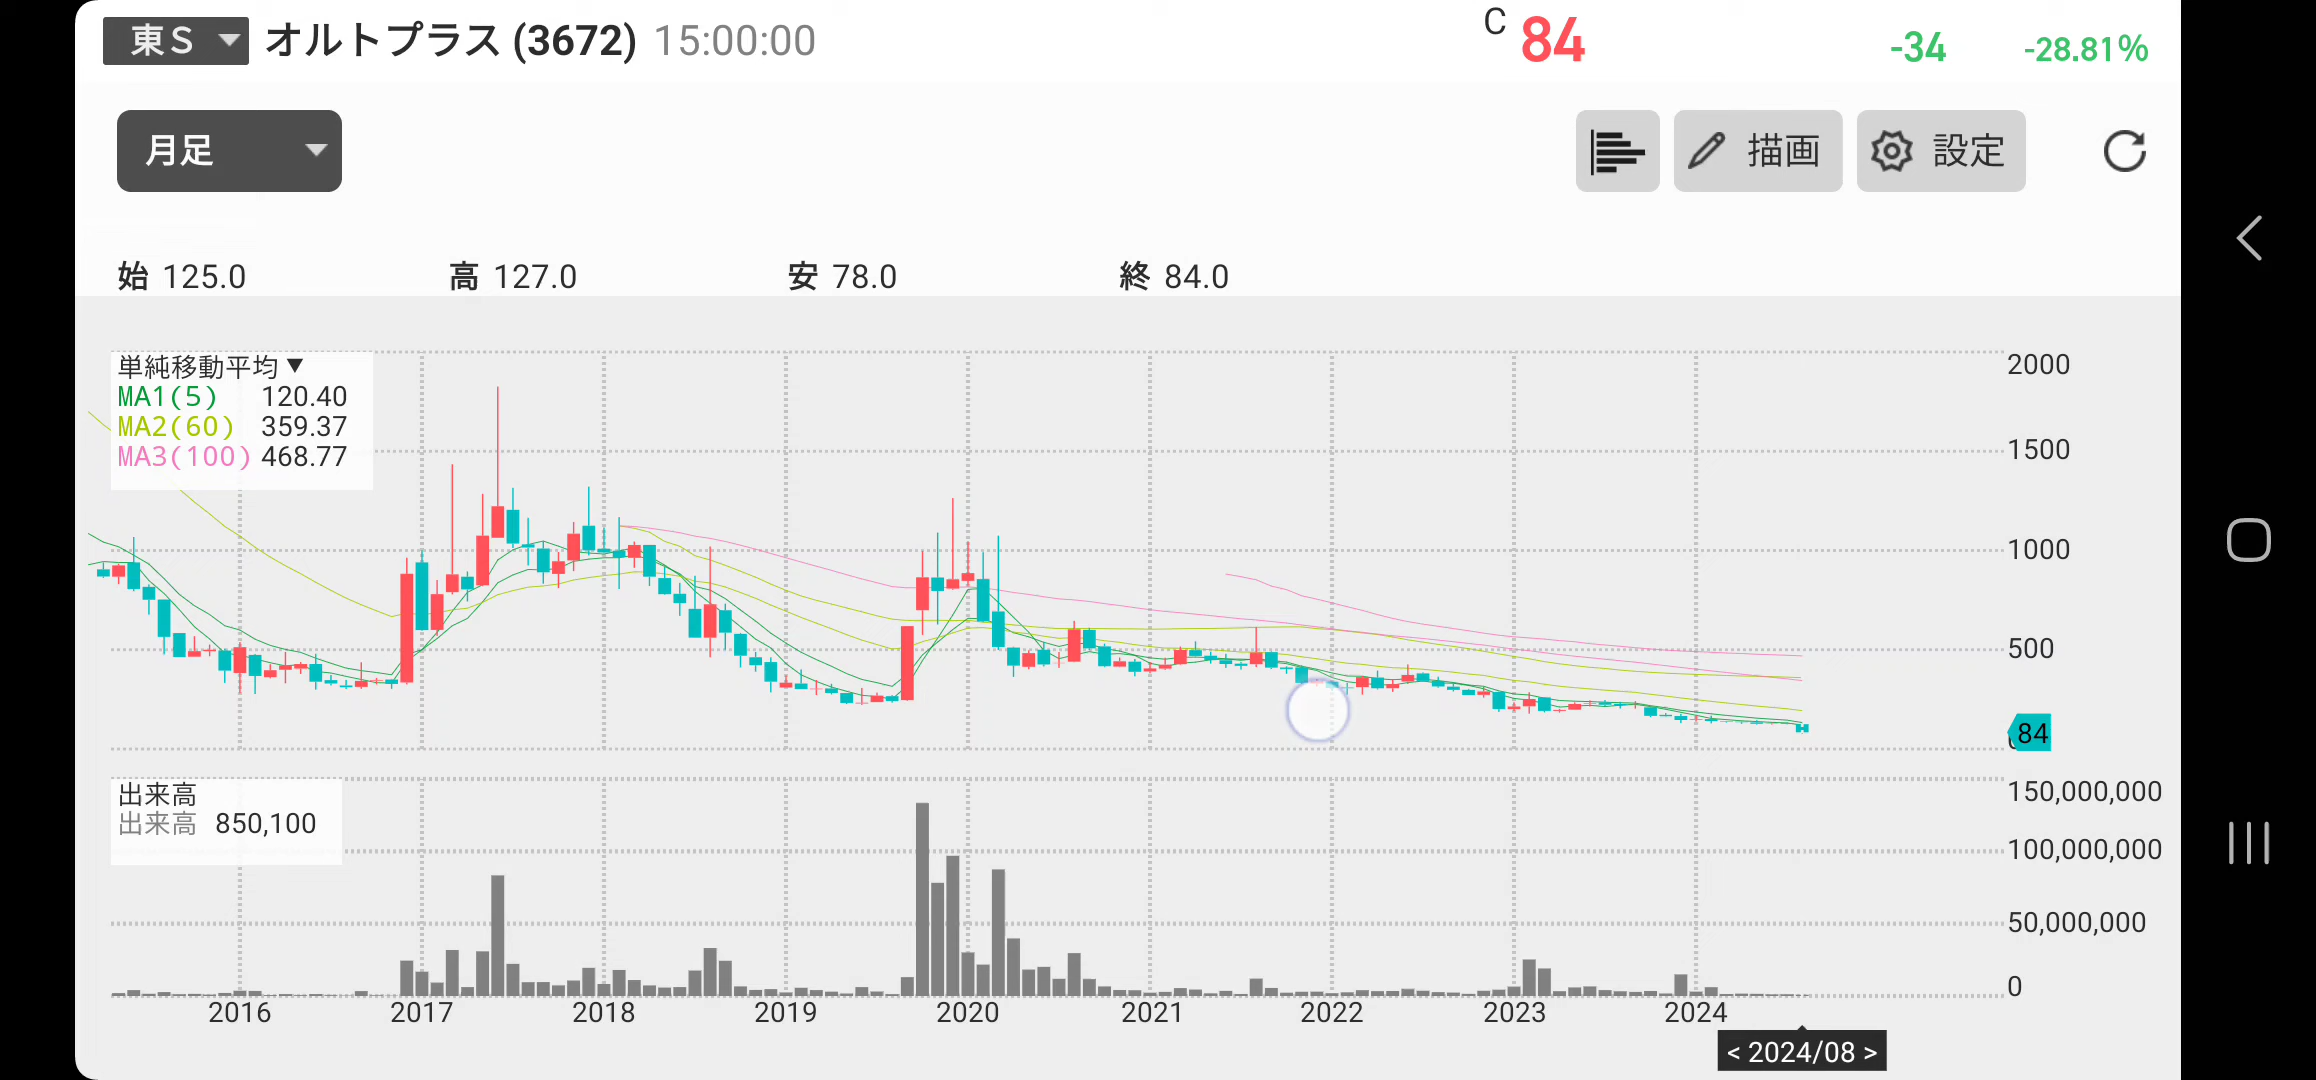 東S オルトプラス (3672) 15:00:00 C 84 -34 -28.81%
月足 描画 設定
始 125.0 高 127.0 安 78.0 終 84.0
単純移動平均▼
MA1(5) 120.40
MA2(60) 359.37
MA3(100) 468.77
2000
1500
1000
500
84
出来高
出来高 850,100
150,000,000
100,000,000
50,000,000
0
2016 2017 2018 2019 2020 2021 2022 2023 2024
< 2024/08 >